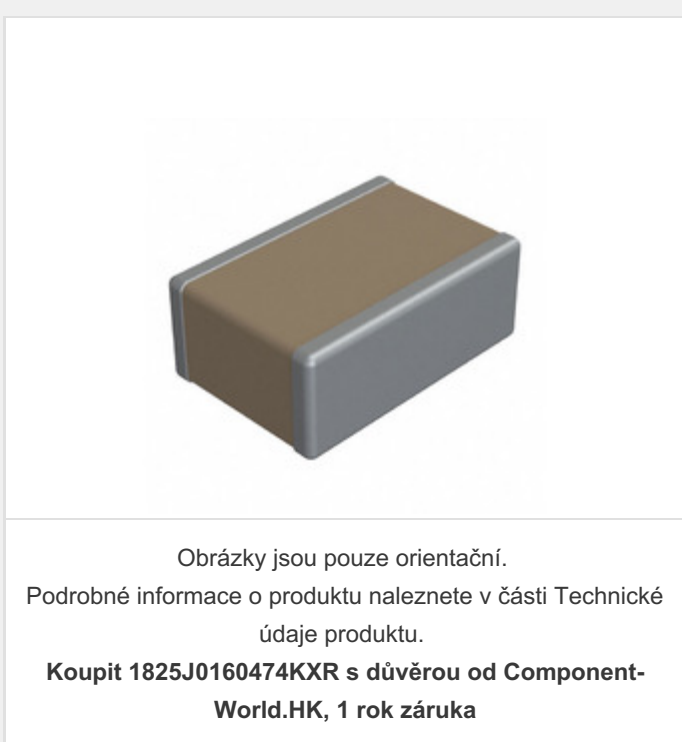 Obrázky jsou pouze orientační.
Podrobné informace o produktu naleznete v části Technické
údaje produktu.
Koupit 1825J0160474KXR s důvěrou od Component-
World.HK, 1 rok záruka